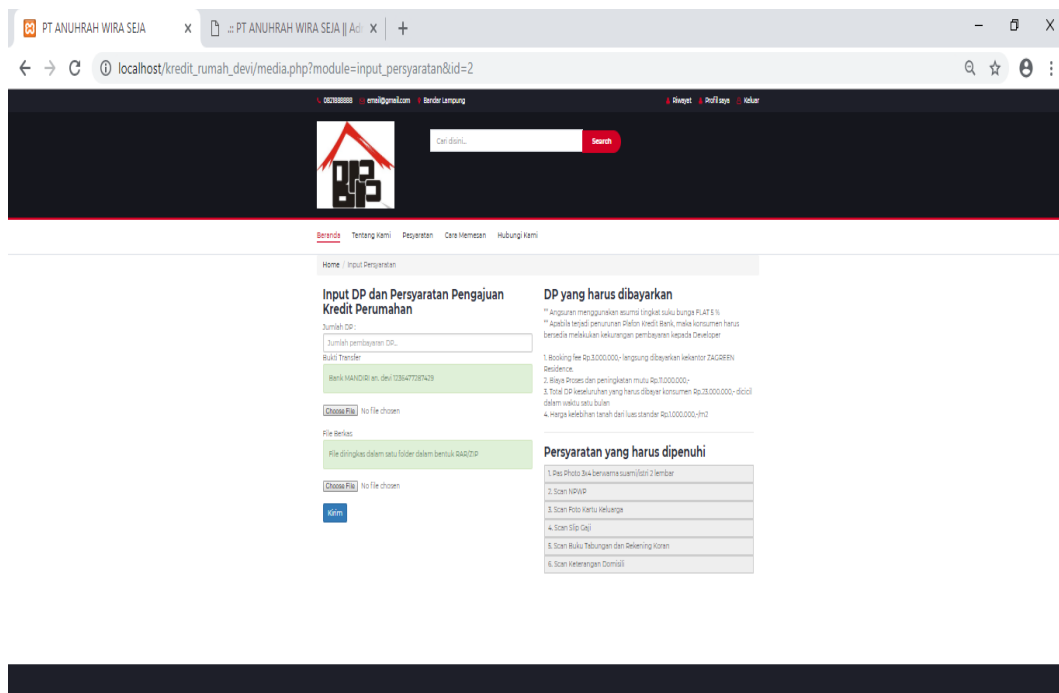 PT ANUHRAH WIRA SEJA
.:: PT ANUHRAH WIRA SEJA || Ad
localhost/kredit_rumah_devi/media.php?module=input_persyaratan&id=2
0821888888 email@gmail.com Bandar Lampung
Riwayat Profil saya Keluar
Cari disini..
Search
Beranda Tentang Kami Pesyaratan Cara Memesan Hubungi Kami
Home / Input Persyaratan
Input DP dan Persyaratan Pengajuan
Kredit Perumahan
Jumlah DP :
Jumlah pembayaran DP..
Bukti Transfer
Bank MANDIRI an. devi 1236477287429
Choose File No file chosen
File Berkas
File diringkas dalam satu folder dalam bentuk RAR/ZIP
Choose File No file chosen
Kirim
DP yang harus dibayarkan
** Angsuran menggunakan asumsi tingkat suku bunga FLAT 5 %
** Apabila terjadi penurunan Plafon Kredit Bank, maka konsumen harus
bersedia melakukan kekurangan pembayaran kepada Developer
1. Booking fee Rp.3.000.000,- langsung dibayarkan kekantor ZAGREEN
Residence.
2. Biaya Proses dan peningkatan mutu Rp.11.000.000,-
3. Total DP keseluruhan yang harus dibayar konsumen Rp.25.000.000,- dicicil
dalam waktu satu bulan
4. Harga kelebihan tanah dari luas standar Rp.1.000.000,-/m2
Persyaratan yang harus dipenuhi
1. Pas Photo 3x4 berwarna suami/istri 2 lembar
2. Scan NPWP
3. Scan Foto Kartu Keluarga
4. Scan Slip Gaji
5. Scan Buku Tabungan dan Rekening Koran
6. Scan Keterangan Domisili